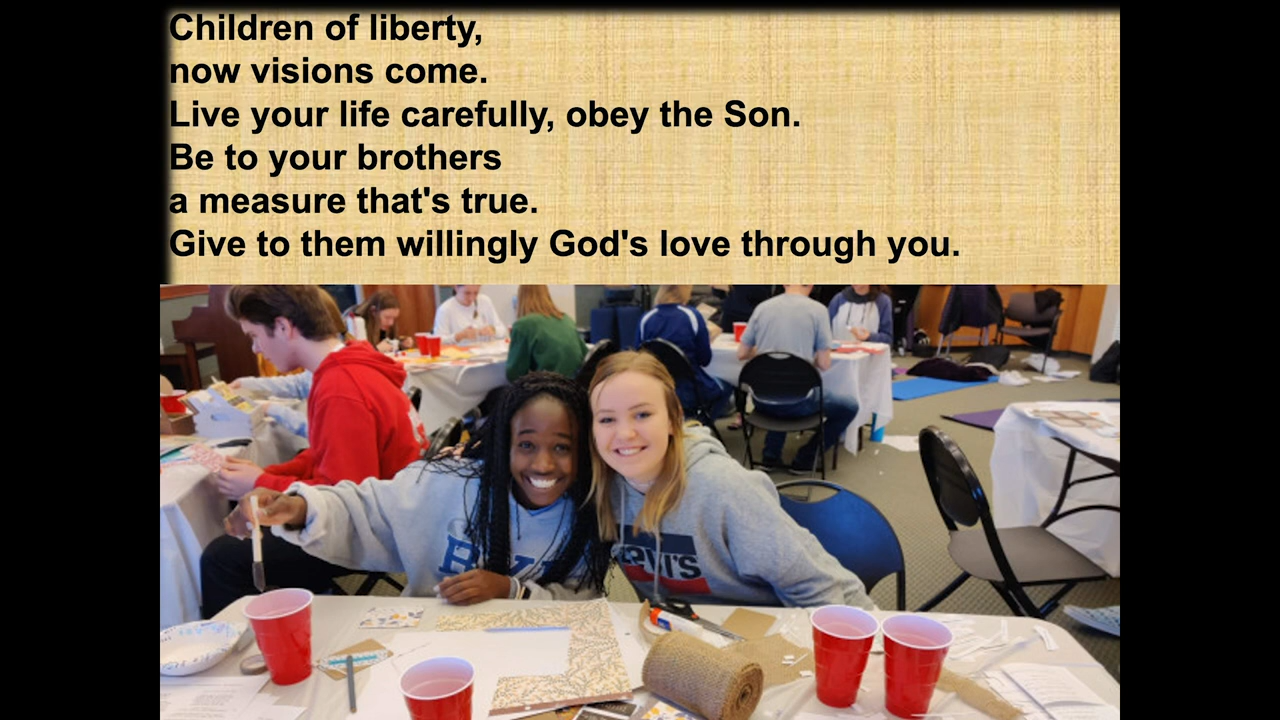 Children of liberty,
now visions come.
Live your life carefully, obey the Son.
Be to your brothers
a measure that's true.
Give to them willingly God's love through you.
LEVI'S